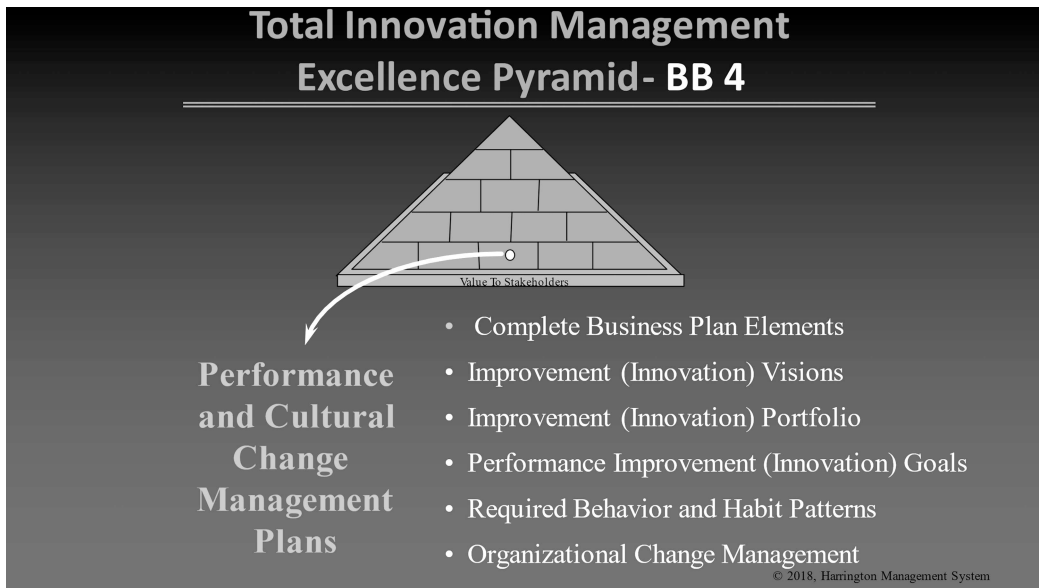 Total Innovation Management
Excellence Pyramid- BB 4
Value To Stakeholders
Performance
and Cultural
Change
Management
Plans
• Complete Business Plan Elements
• Improvement (Innovation) Visions
• Improvement (Innovation) Portfolio
• Performance Improvement (Innovation) Goals
• Required Behavior and Habit Patterns
• Organizational Change Management
© 2018, Harrington Management System